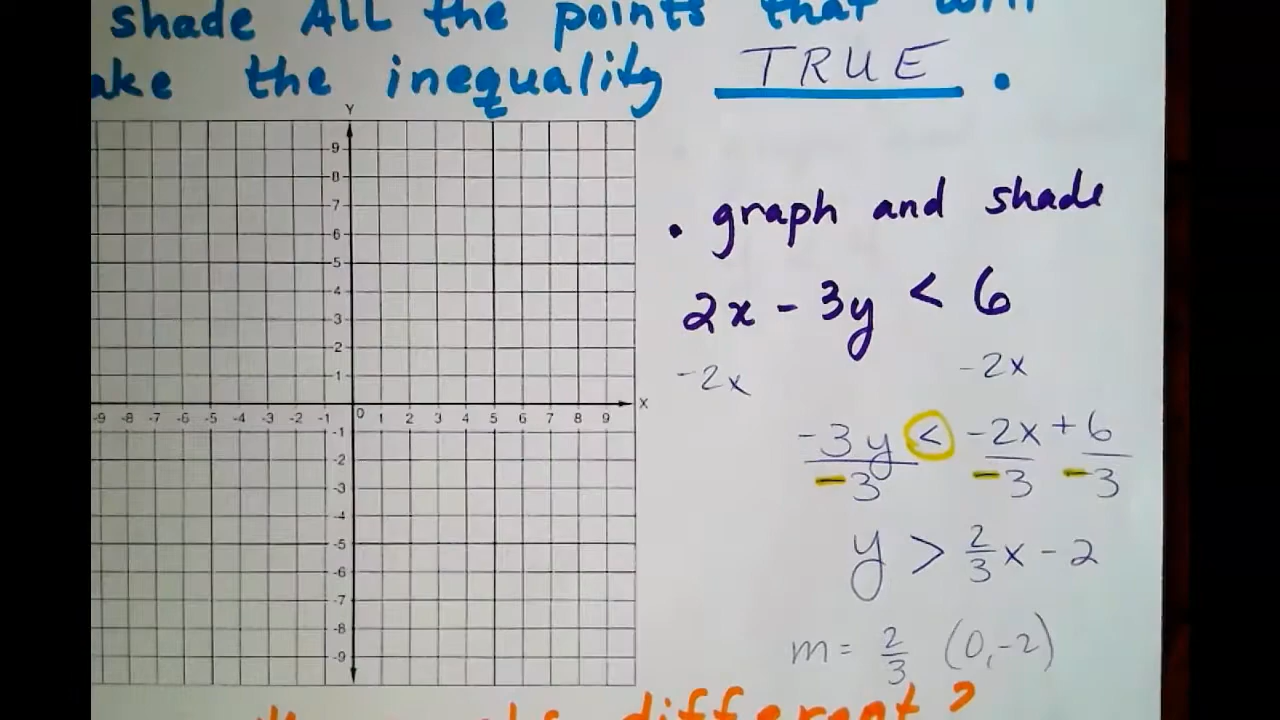 shade ALL the points that will
the inequality TRUE .
Y
9
8
7
6
5
4
3
2
1
-9 -8 -7 -6 -5 -4 -3 -2 -1 0 1 2 3 4 5 6 7 8 9 X
-1
-2
-3
-4
-5
-6
-7
-8
-9
. graph and shade
2x - 3y < 6
-2x -2x
-3y < -2x + 6
-3 -3 -3
y > 2/3 x - 2
m = 2/3 (0,-2)
different?